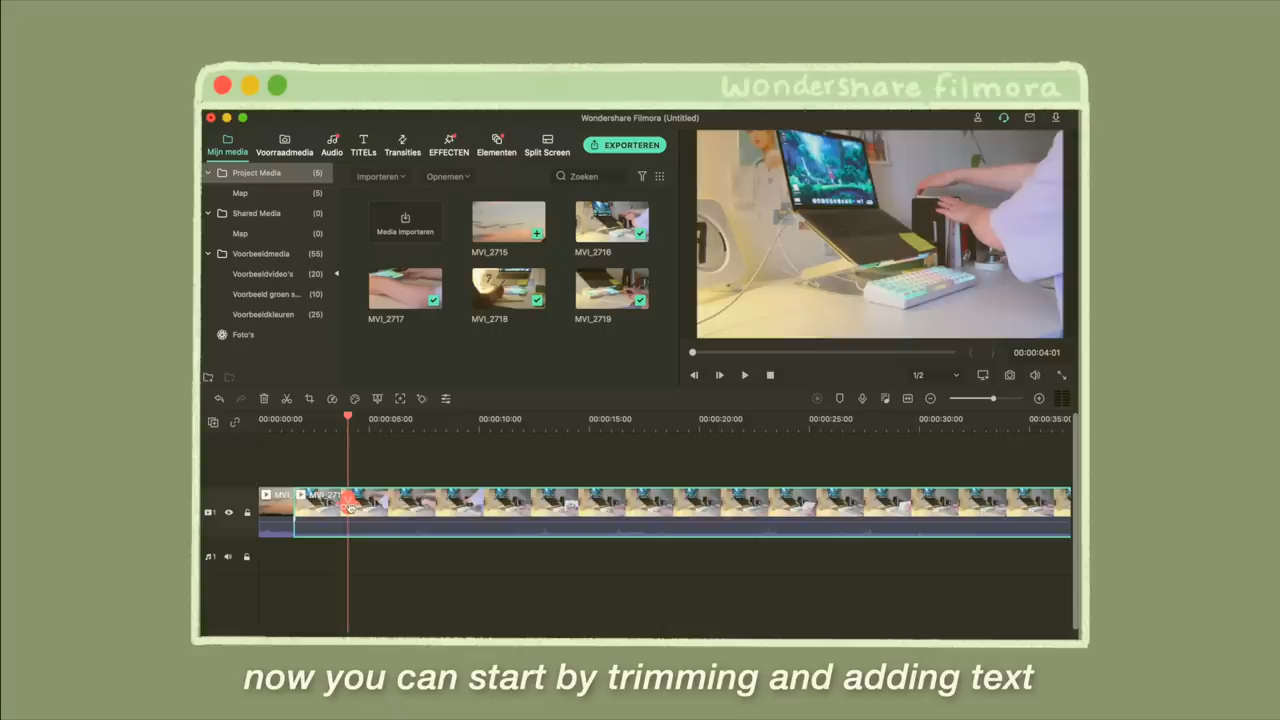 wondershare filmora
Wondershare Filmora (Untitled)
Mijn media
Voorraadmedia
Audio
TITELs
Transities
EFFECTEN
Elementen
Split Screen
EXPORTEREN
Project Media (5)
Map (5)
Shared Media (0)
Map (0)
Voorbeeldmedia (55)
Voorbeeldvideo's (20)
Voorbeeld groen s... (10)
Voorbeeldkleuren (25)
Foto's
Importeren
Opnemen
Zoeken
Media importeren
MVI_2715
MVI_2716
MVI_2717
MVI_2718
MVI_2719
00:00:04:01
1/2
00:00:00:00
00:00:05:00
00:00:10:00
00:00:15:00
00:00:20:00
00:00:25:00
00:00:30:00
00:00:35:00
MVI_
MVI_271
1
1
now you can start by trimming and adding text